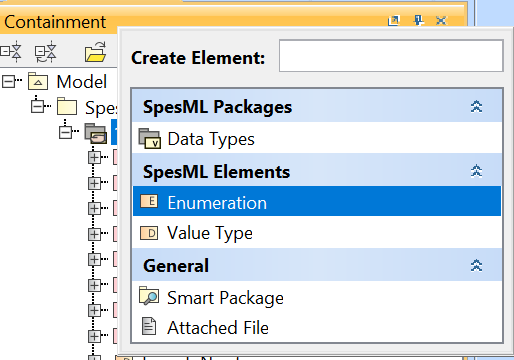 Containment
Create Element:
Model
Spes
SpesML Packages
Data Types
SpesML Elements
Enumeration
Value Type
General
Smart Package
Attached File